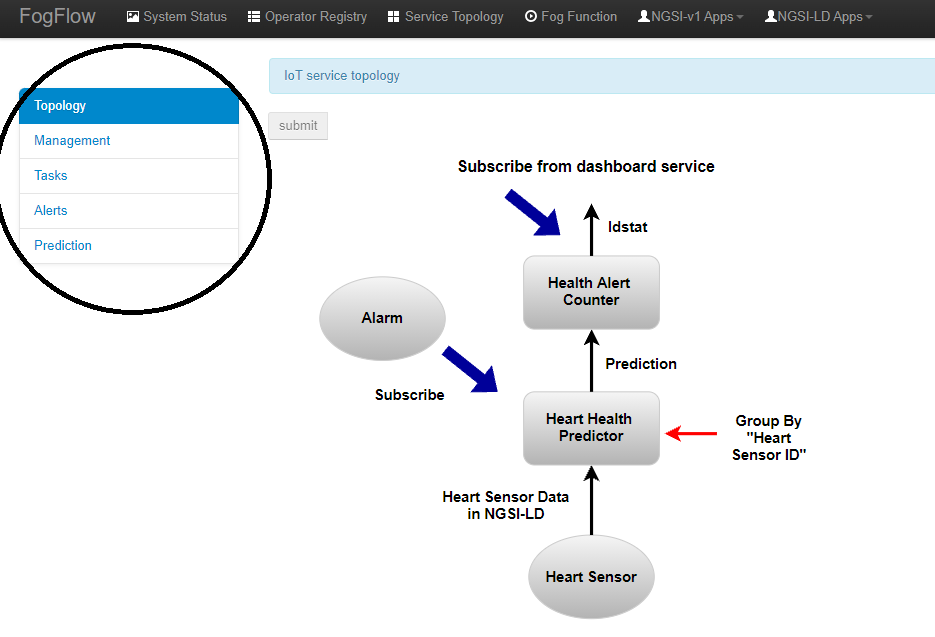 FogFlow System Status Operator Registry Service Topology Fog Function NGSI-v1 Apps NGSI-LD Apps
IoT service topology
Topology
Management
Tasks
Alerts
Prediction
submit
Subscribe from dashboard service
ldstat
Health Alert
Counter
Alarm
Prediction
Subscribe
Heart Health
Predictor
Group By
"Heart
Sensor ID"
Heart Sensor Data
in NGSI-LD
Heart Sensor